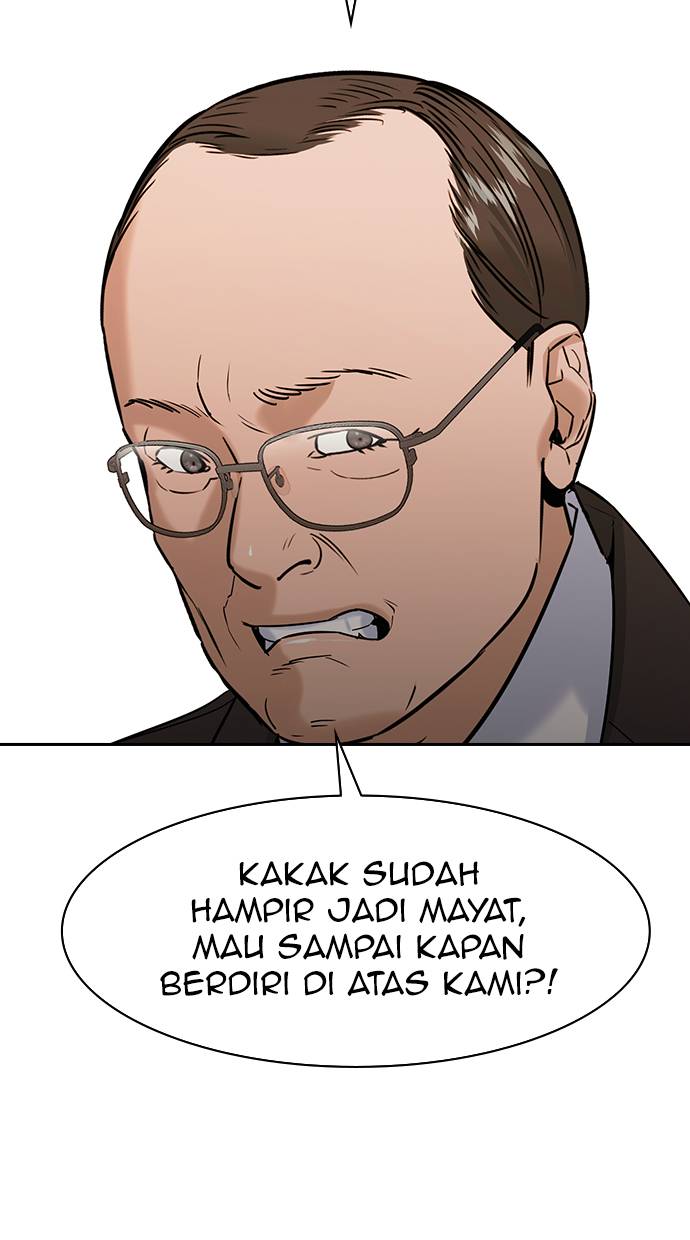 KAKAK SUDAH
HAMPIR JADI MAYAT,
MAU SAMPAI KAPAN
BERDIRI DI ATAS KAMI?!